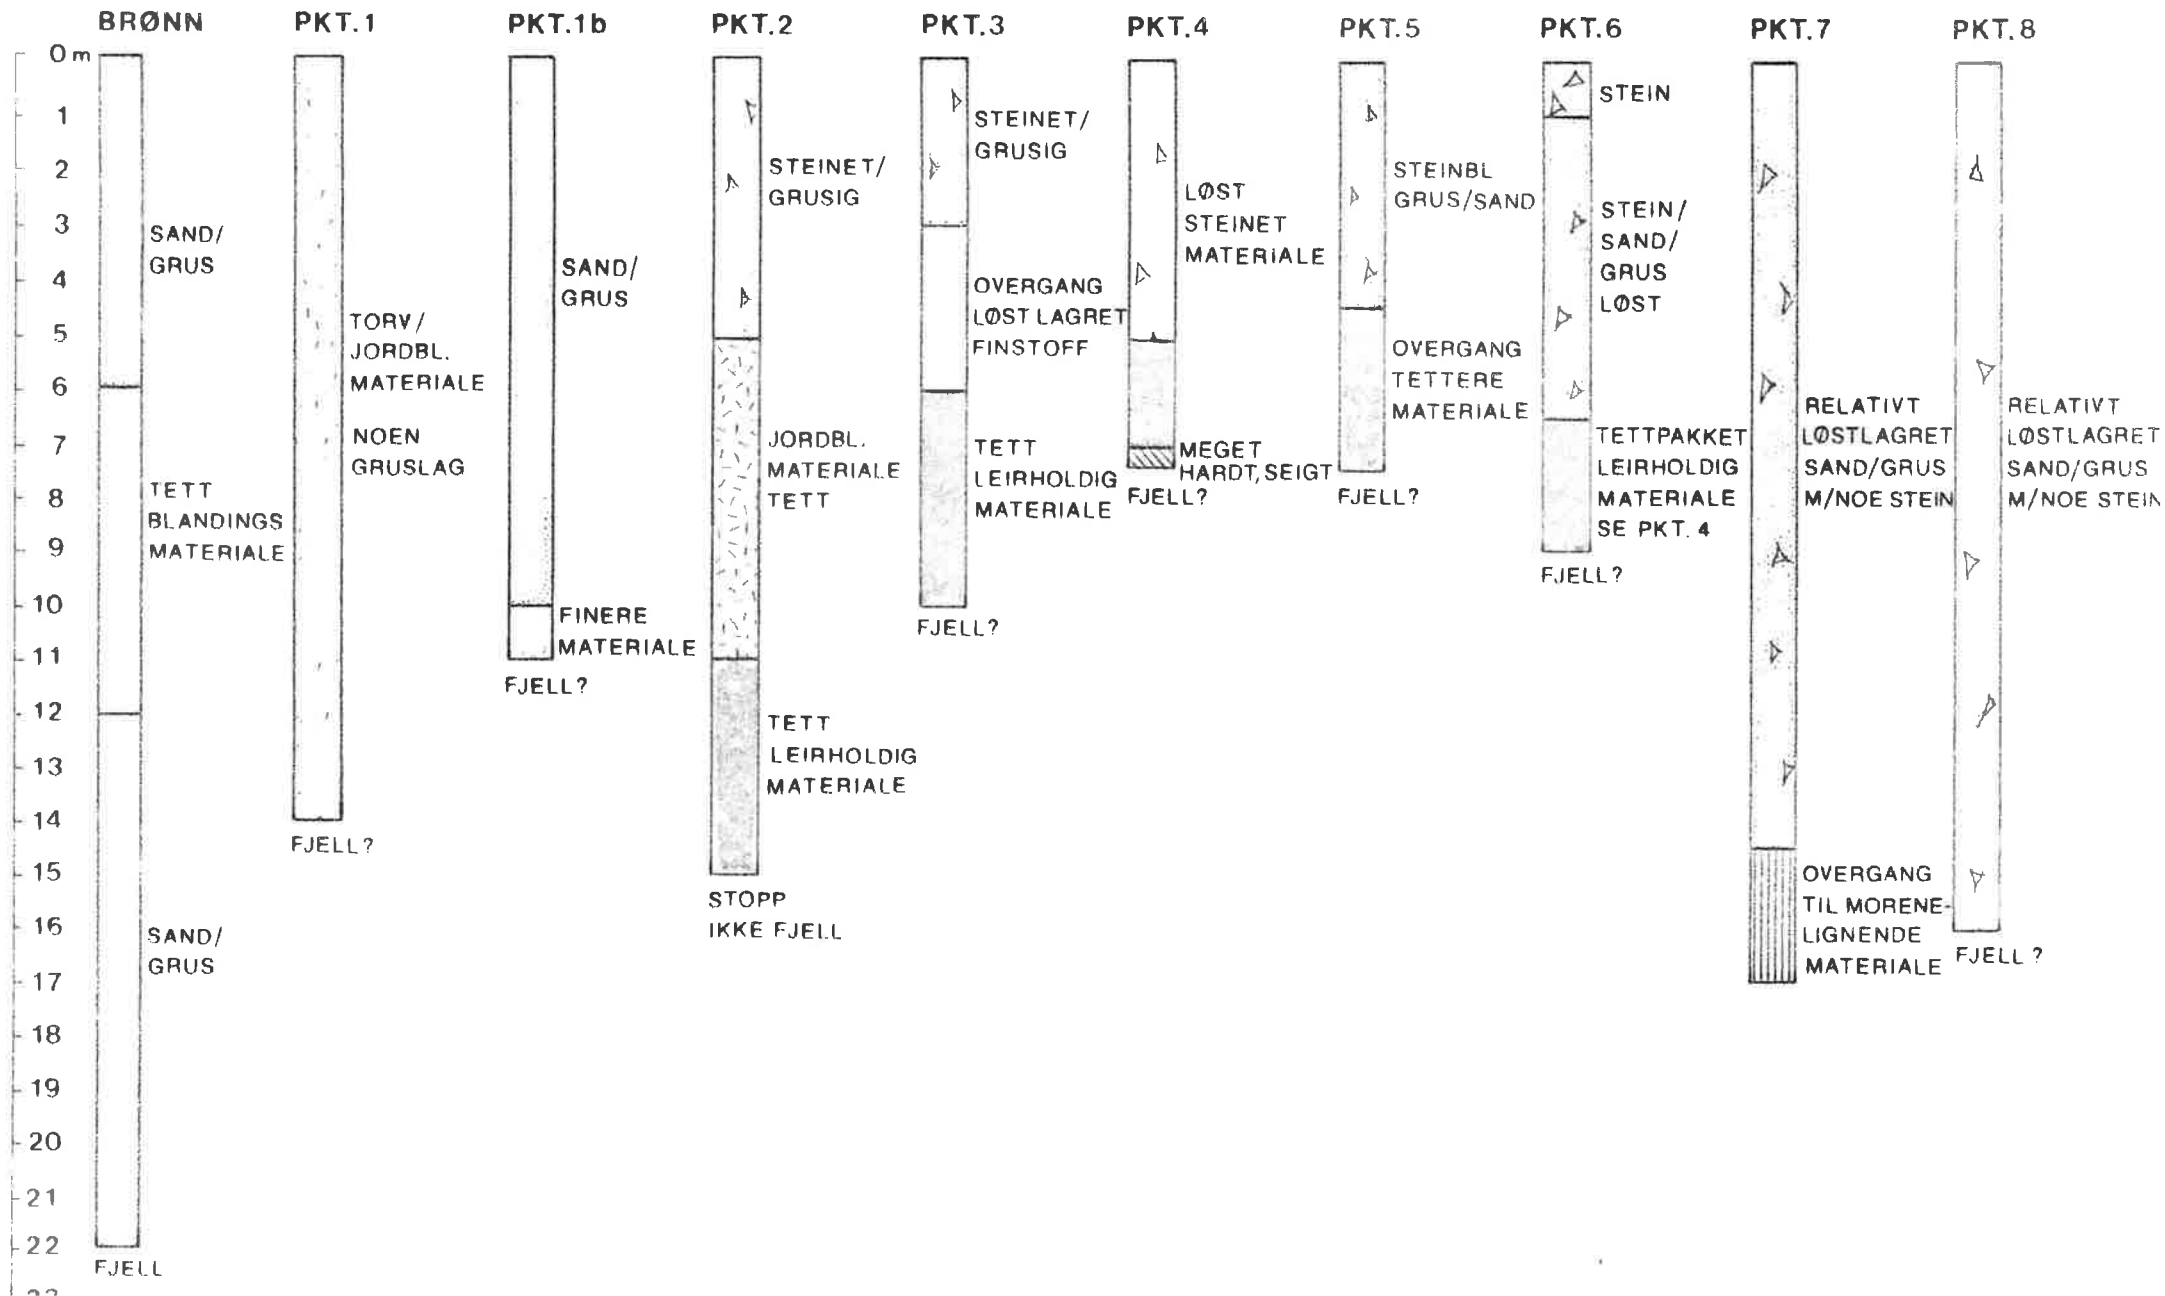 BRØNN
PKT.1
PKT.1b
PKT.2
PKT.3
PKT.4
PKT.5
PKT.6
PKT.7
PKT.8
0 m
1
2
3
4
5
6
7
8
9
10
11
12
13
14
15
16
17
18
19
20
21
22
SAND/
GRUS
TETT
BLANDINGS
MATERIALE
SAND/
GRUS
FJELL
TORV/
JORDBL.
MATERIALE
NOEN
GRUSLAG
FJELL?
SAND/
GRUS
FINERE
MATERIALE
FJELL?
STEINET/
GRUSIG
JORDBL.
MATERIALE
TETT
TETT
LEIRHOLDIG
MATERIALE
STOPP
IKKE FJELL
STEINET/
GRUSIG
OVERGANG
LØST LAGRET
FINSTOFF
TETT
LEIRHOLDIG
MATERIALE
FJELL?
LØST
STEINET
MATERIALE
MEGET
HARDT, SEIGT
FJELL?
STEINBL
GRUS/SAND
OVERGANG
TETTERE
MATERIALE
FJELL?
STEIN
STEIN/
SAND/
GRUS
LØST
TETTPAKKET
LEIRHOLDIG
MATERIALE
SE PKT. 4
FJELL?
RELATIVT
LØSTLAGRET
SAND/GRUS
M/NOE STEIN
OVERGANG
TIL MORENE-
LIGNENDE
MATERIALE
RELATIVT
LØSTLAGRET
SAND/GRUS
M/NOE STEIN
FJELL ?